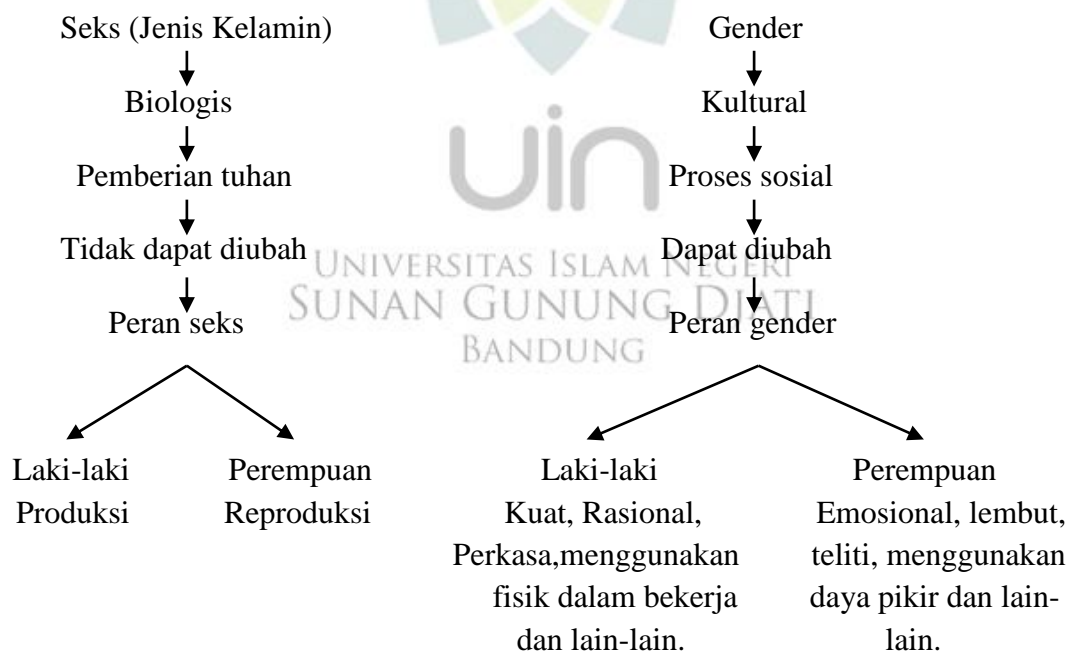 Seks (Jenis Kelamin)
Biologis
Pemberian tuhan
Tidak dapat diubah
Peran seks
Laki-laki
Produksi
Perempuan
Reproduksi
Gender
Kultural
Proses sosial
Dapat diubah
Peran gender
Laki-laki
Kuat, Rasional,
Perkasa,menggunakan
fisik dalam bekerja
dan lain-lain.
Perempuan
Emosional, lembut,
teliti, menggunakan
daya pikir dan lain-
lain.
uin
UNIVERSITAS ISLAM NEGERI
SUNAN GUNUNG DJATI
BANDUNG